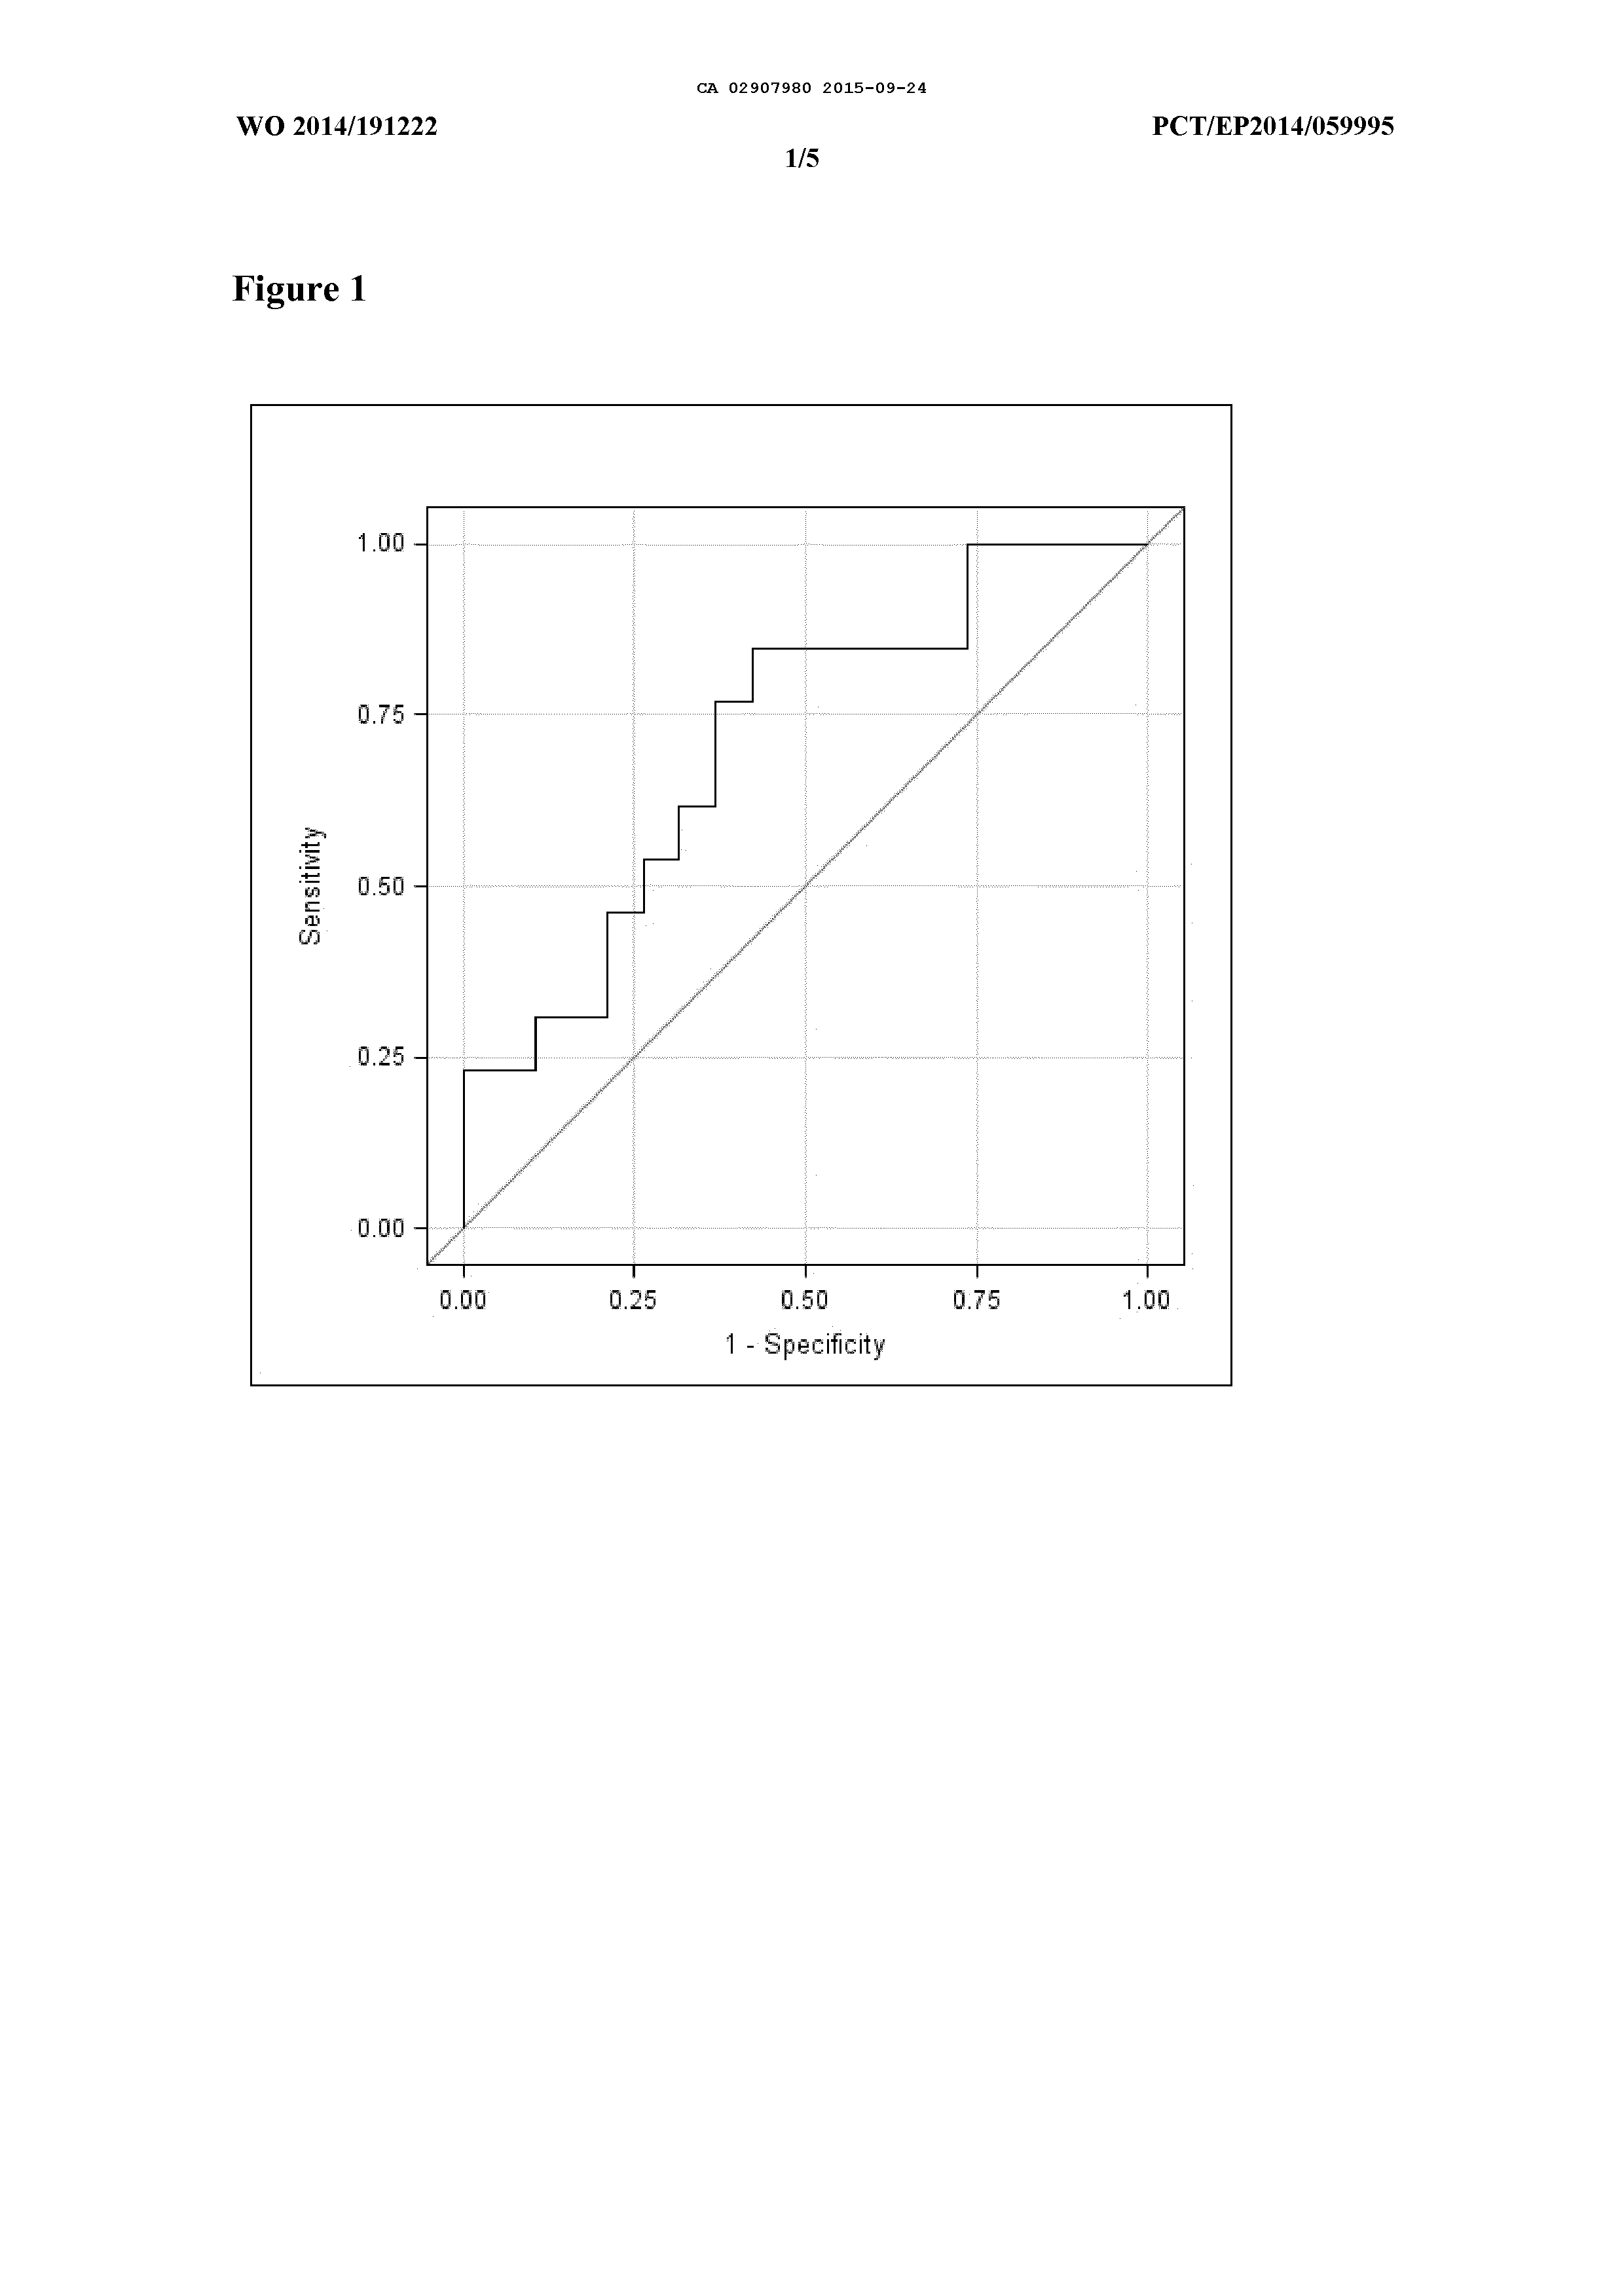 CA 02907980 2015-09-24
WO 2014/191222
PCT/EP2014/059995
1/5
Figure 1
1.00
0.75
0.50
0.25
0.00
Sensitivity
0.00 0.25 0.50 0.75 1.00
1 - Specificity